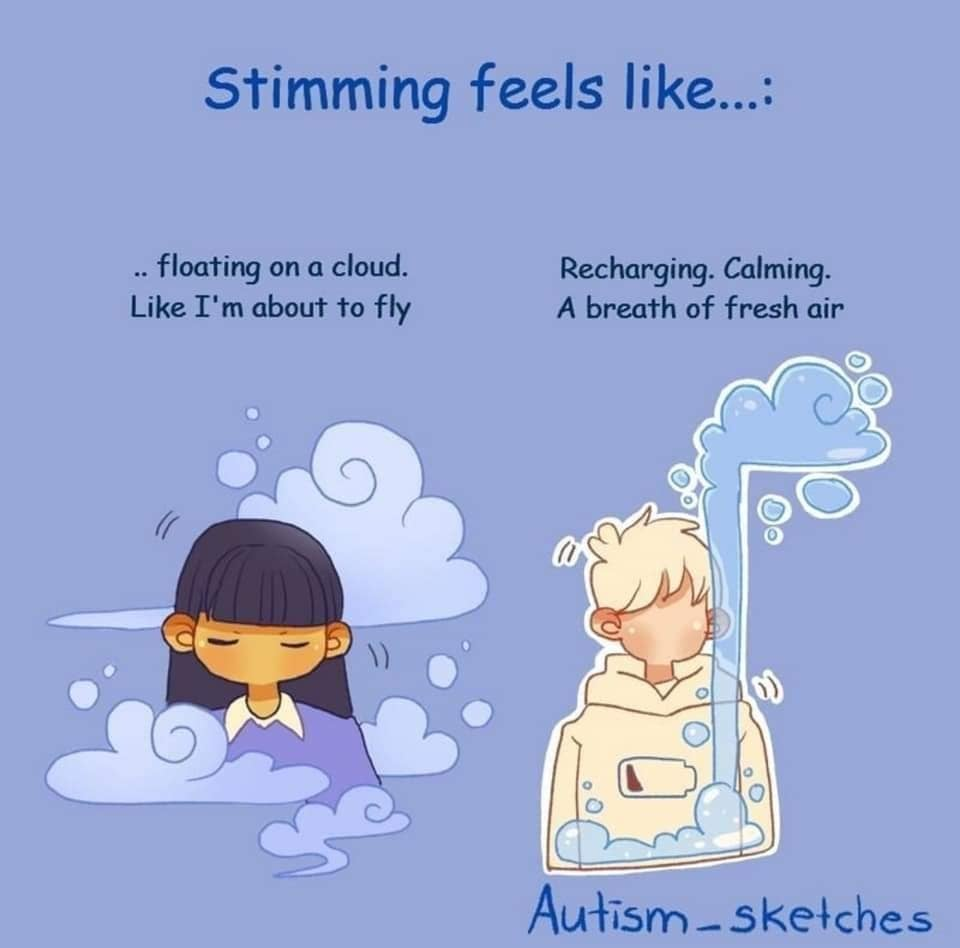 Stimming feels like...:
.. floating on a cloud.
Like I'm about to fly
Recharging. Calming.
A breath of fresh air
Autism_sketches